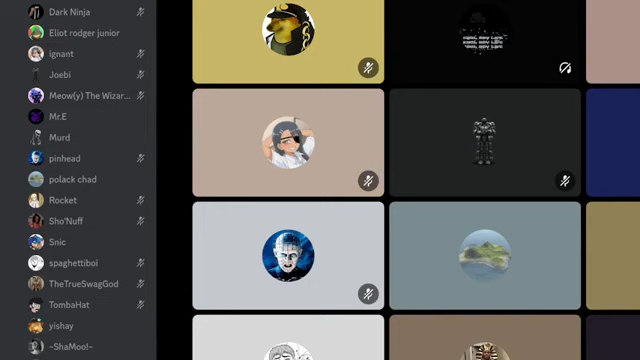 Dark Ninja
Eliot rodger junior
ignant
Joebi
Meow(y) The Wizar...
Mr.E
Murd
pinhead
polack chad
Rocket
Sho'Nuff
Snic
spaghettiboi
TheTrueSwagGod
TombaHat
yishay
~ShaMoo!~